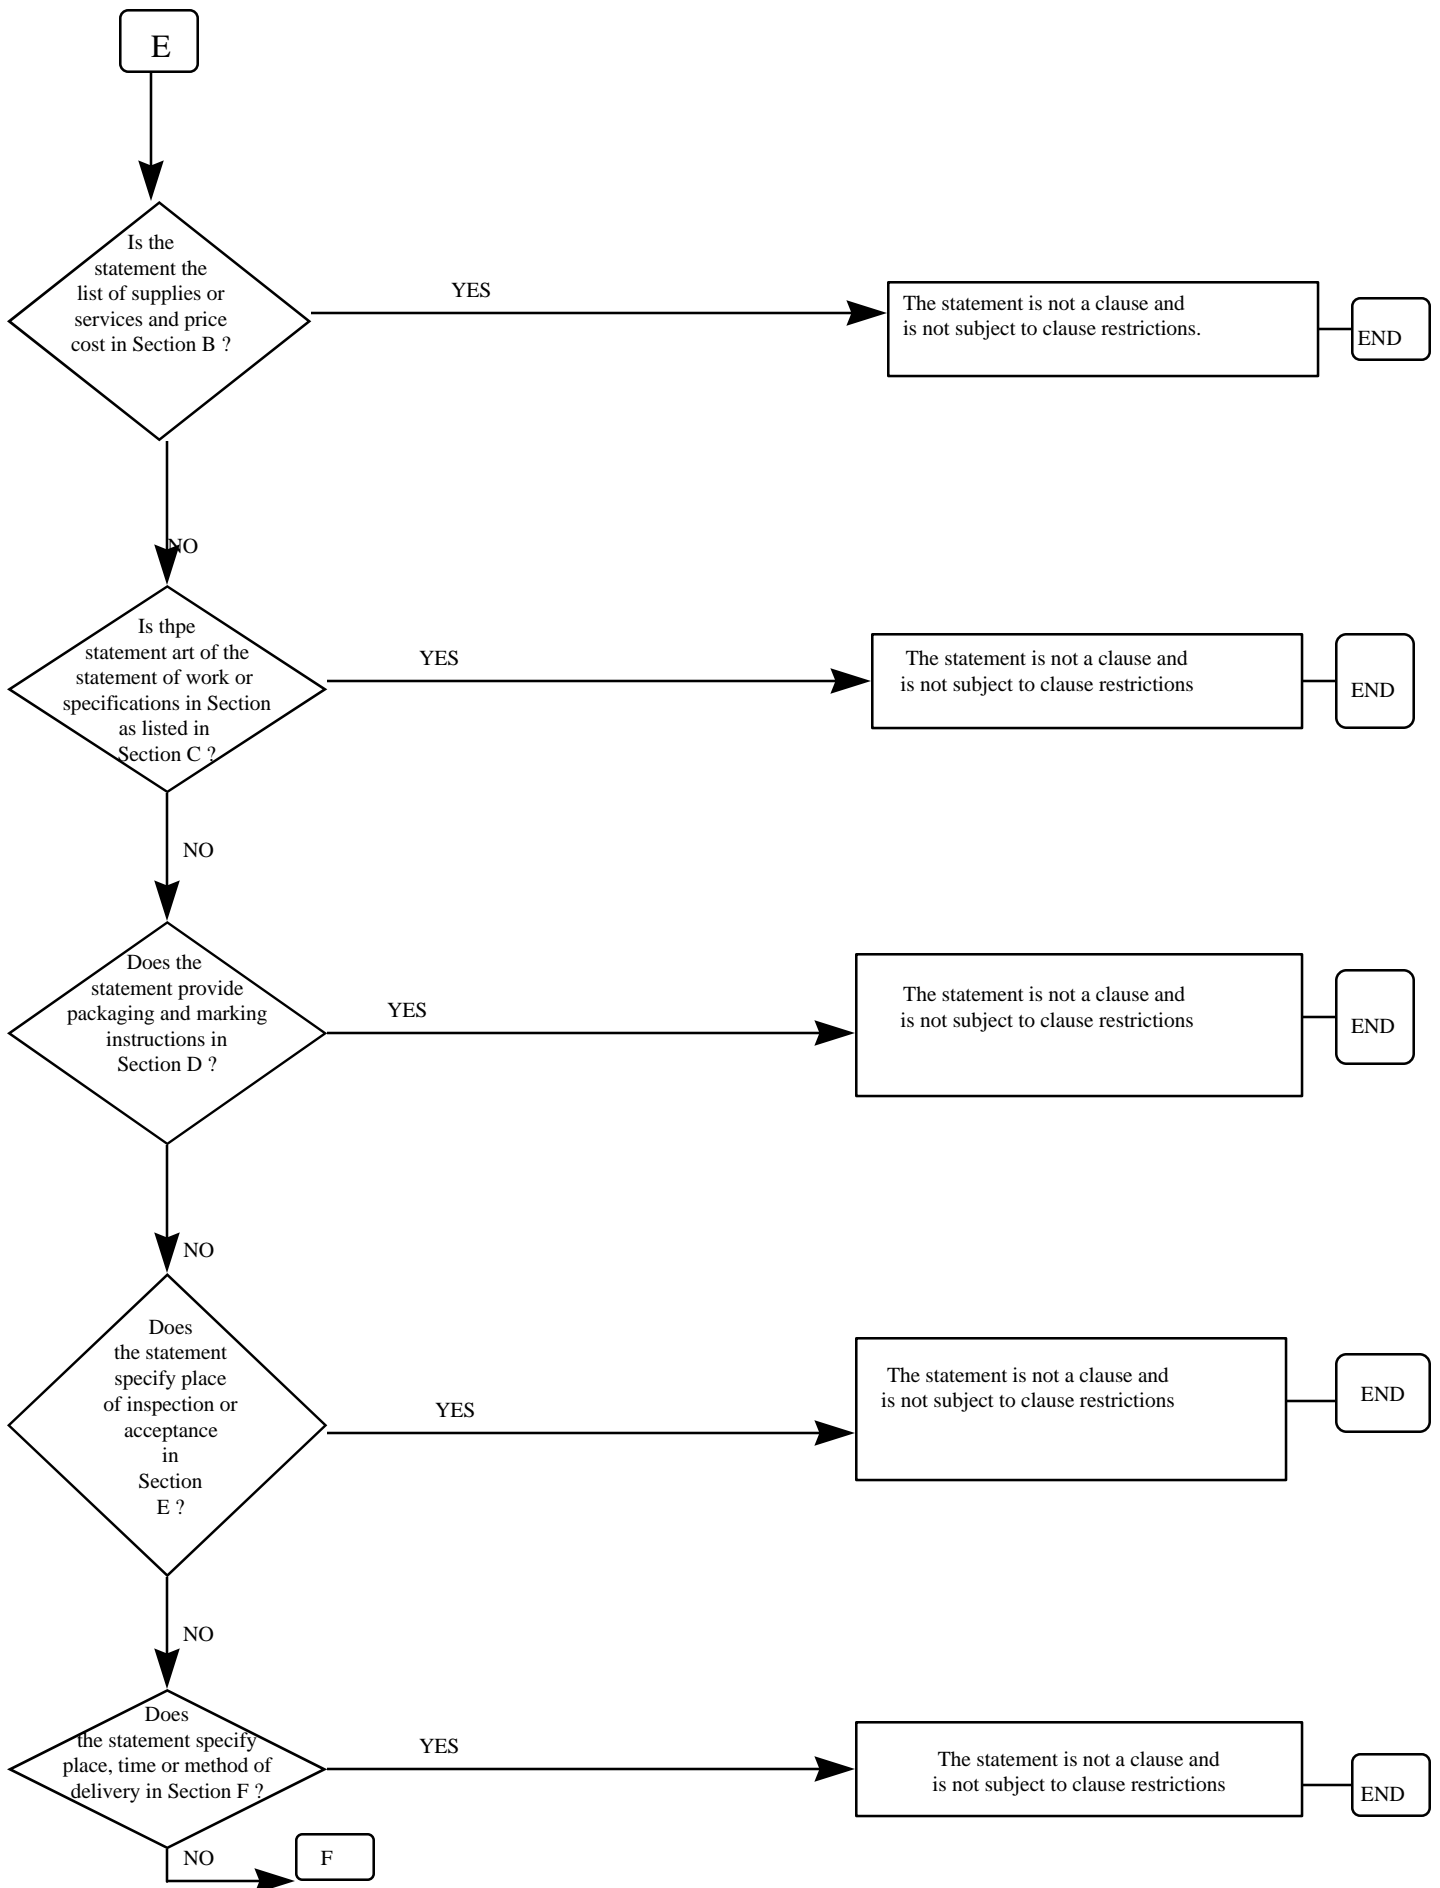 E
Is the
statement the
list of supplies or
services and price
cost in Section B ?
YES
The statement is not a clause and
is not subject to clause restrictions.
END
NO
Is thpe
statement art of the
statement of work or
specifications in Section
as listed in
Section C ?
YES
The statement is not a clause and
is not subject to clause restrictions
END
NO
Does the
statement provide
packaging and marking
instructions in
Section D ?
YES
The statement is not a clause and
is not subject to clause restrictions
END
NO
Does
the statement
specify place
of inspection or
acceptance
in
Section
E ?
YES
The statement is not a clause and
is not subject to clause restrictions
END
NO
Does
the statement specify
place, time or method of
delivery in Section F ?
YES
The statement is not a clause and
is not subject to clause restrictions
END
NO
F